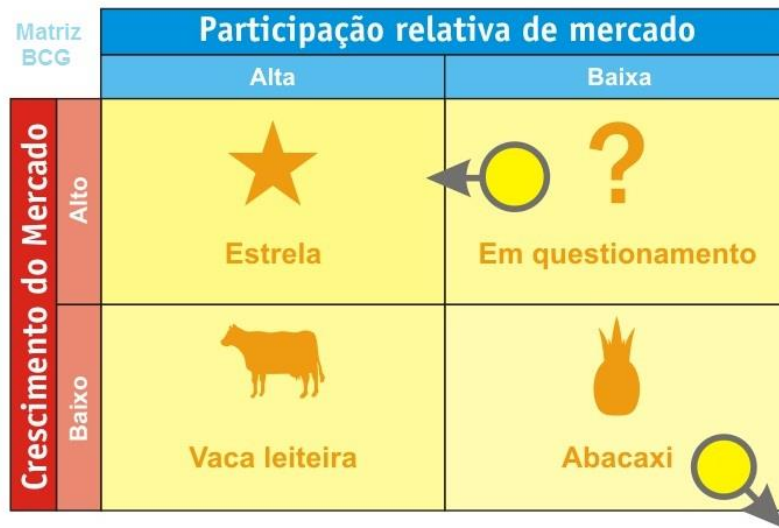 Matriz
BCG
Participação relativa de mercado
Alta
Baixa
Crescimento do Mercado
Alto
Baixo
Estrela
?
Em questionamento
Vaca leiteira
Abacaxi